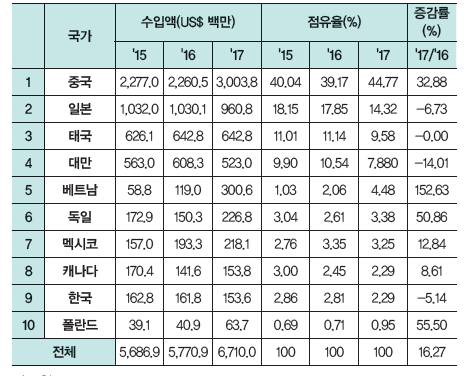 국가 수입액(US$ 백만) 점유율(%) 증감률(%)
'15 '16 '17 '15 '16 '17 '17/'16
1 중국 2,277.0 2,260.5 3,003.8 40.04 39.17 44.77 32.88
2 일본 1,032.0 1,030.1 960.8 18.15 17.85 14.32 -6.73
3 태국 626.1 642.8 642.8 11.01 11.14 9.58 -0.00
4 대만 563.0 608.3 523.0 9.90 10.54 7.880 -14.01
5 베트남 58.8 119.0 300.6 1.03 2.06 4.48 152.63
6 독일 172.9 150.3 226.8 3.04 2.61 3.38 50.86
7 멕시코 157.0 193.3 218.1 2.76 3.35 3.25 12.84
8 캐나다 170.4 141.6 153.8 3.00 2.45 2.29 8.61
9 한국 162.8 161.8 153.6 2.86 2.81 2.29 -5.14
10 폴란드 39.1 40.9 63.7 0.69 0.71 0.95 55.50
전체 5,686.9 5,770.9 6,710.0 100 100 100 16.27